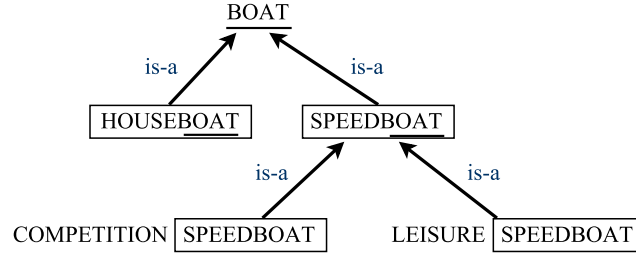 BOAT
is-a is-a
HOUSEBOAT SPEEDBOAT
is-a is-a
COMPETITION SPEEDBOAT LEISURE SPEEDBOAT